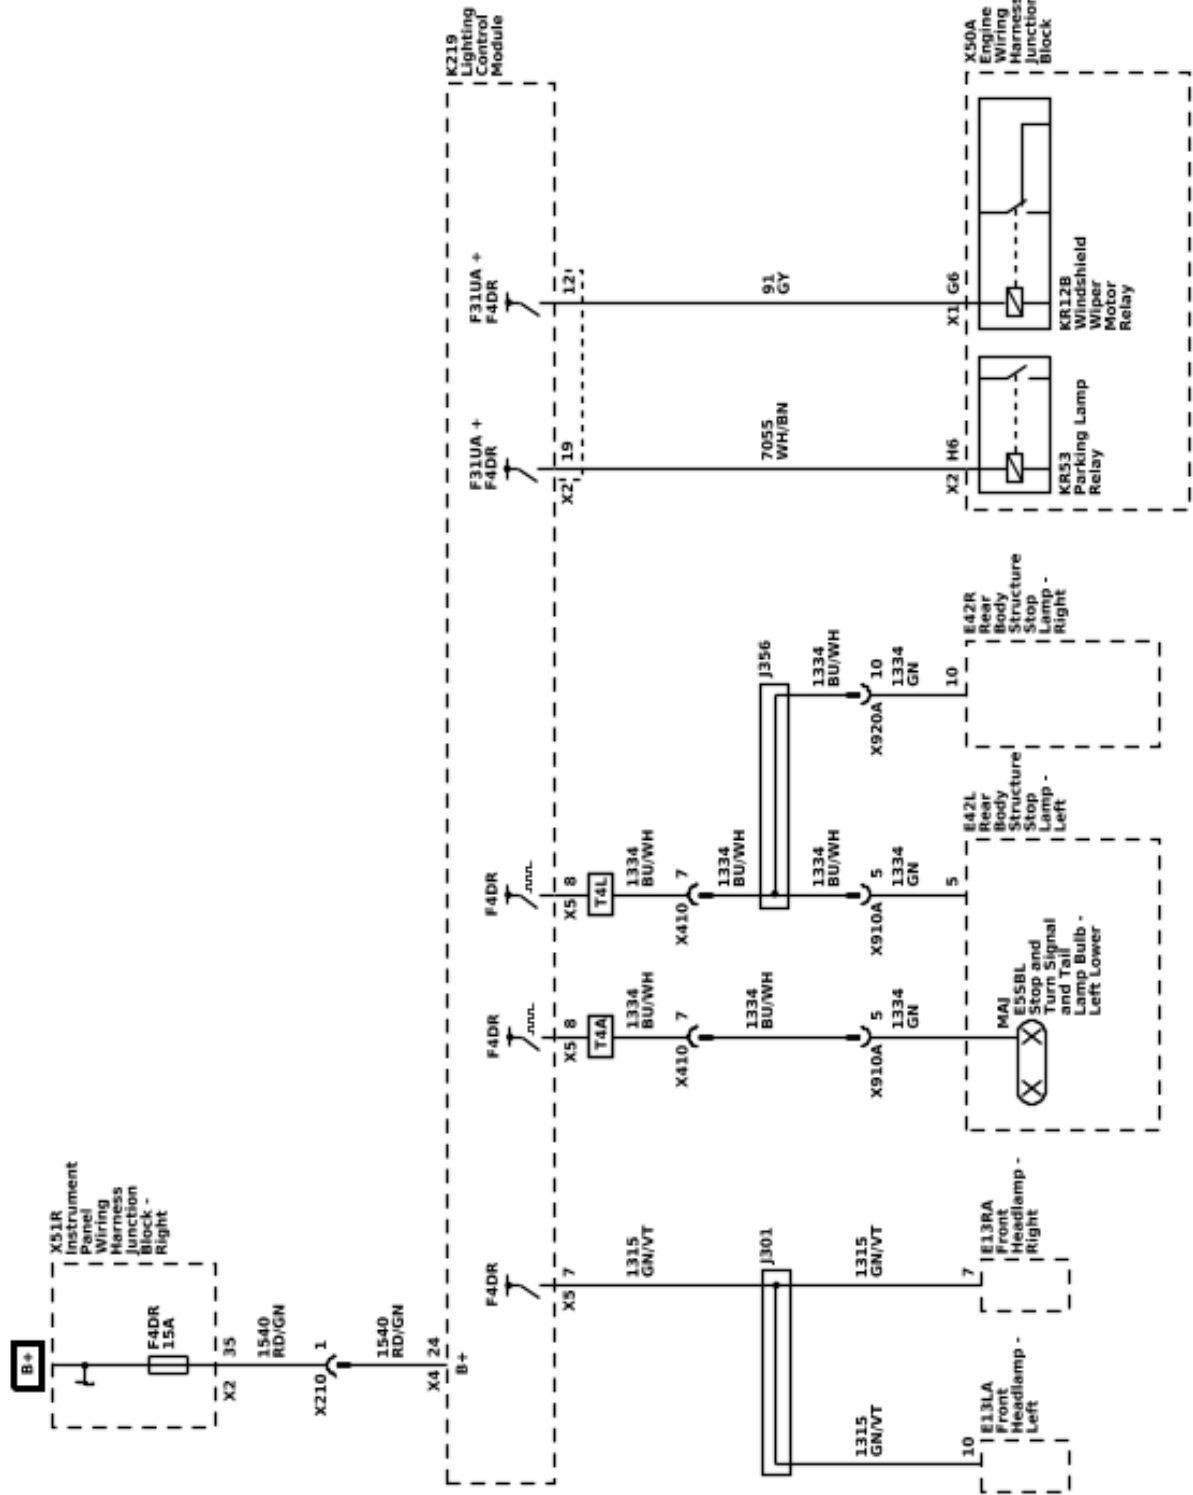 B+
X51R
Instrument
Panel
Wiring
Harness
Junction
Block -
Right
F4DR
15A
X2
35
1540
RD/GN
X210
1
1540
RD/GN
X4
24
B+
K219
Lighting
Control
Module
F4DR
X5
7
1315
GN/VT
J301
1315
GN/VT
10
E13LA
Front
Headlamp -
Left
1315
GN/VT
7
E13RA
Front
Headlamp -
Right
F4DR
X5
8
T4A
1334
BU/WH
X410
7
1334
BU/WH
X910A
5
1334
GN
MAJ
E5SBL
Stop and
Turn Signal
and Tail
Lamp Bulb -
Left Lower
F4DR
X5
8
T4L
1334
BU/WH
X410
7
1334
BU/WH
J356
1334
BU/WH
X910A
5
1334
GN
5
E42L
Rear
Body
Structure
Stop
Lamp -
Left
1334
BU/WH
X920A
10
1334
GN
10
E42R
Rear
Body
Structure
Stop
Lamp -
Right
F31UA +
F4DR
X2
19
7055
WH/BN
X2
H6
KR53
Parking Lamp
Relay
F31UA +
F4DR
12
91
GY
X1
G6
KR12B
Windshield
Wiper
Motor
Relay
X50A
Engine
Wiring
Harness
Junction
Block